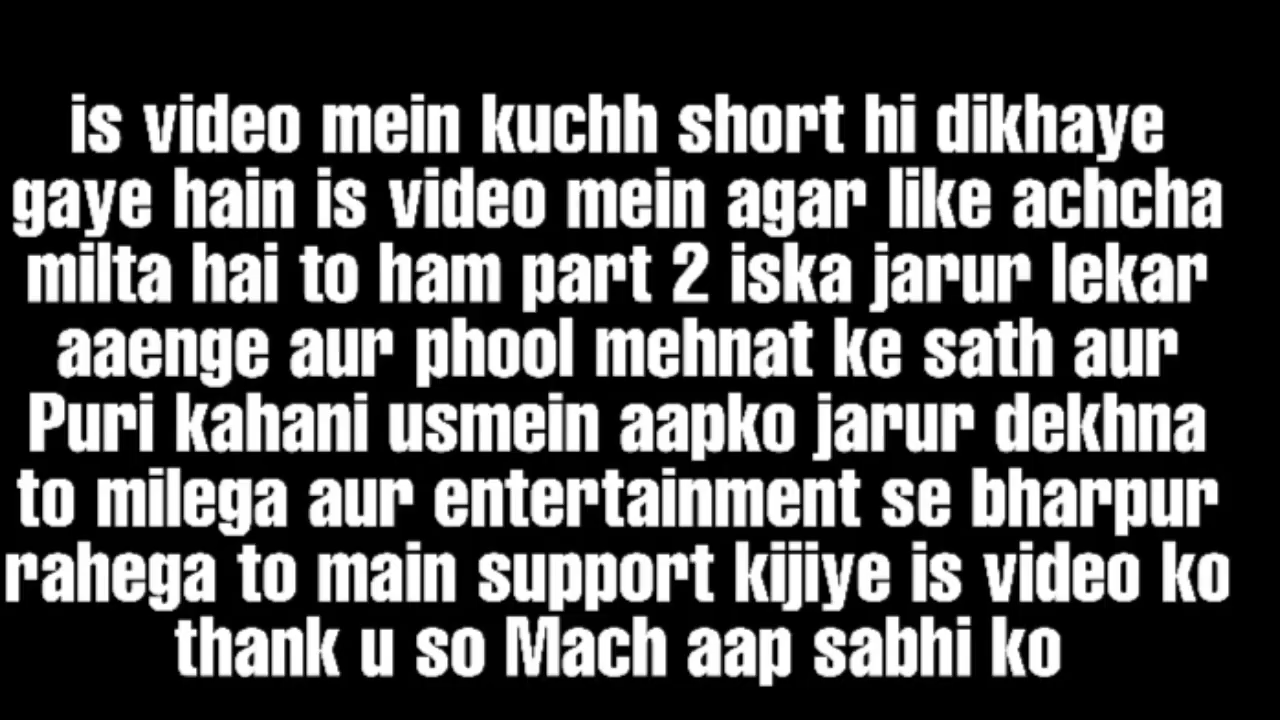 is video mein kuchh short hi dikhaye
gaye hain is video mein agar like achcha
milta hai to ham part 2 iska jarur lekar
aaenge aur phool mehnat ke sath aur
Puri kahani usmein aapko jarur dekhna
to milega aur entertainment se bharpur
rahega to main support kijiye is video ko
thank u so Mach aap sabhi ko